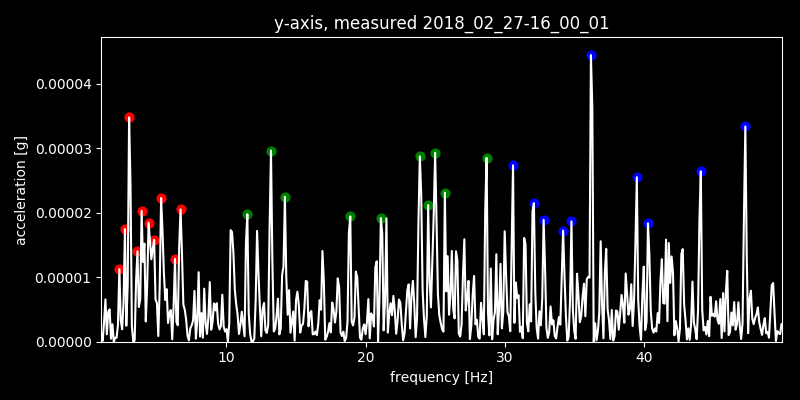 y-axis, measured 2018_02_27-16_00_01
0.00004
0.00003
0.00002
0.00001
0.00000
acceleration [g]
10 20 30 40
frequency [Hz]